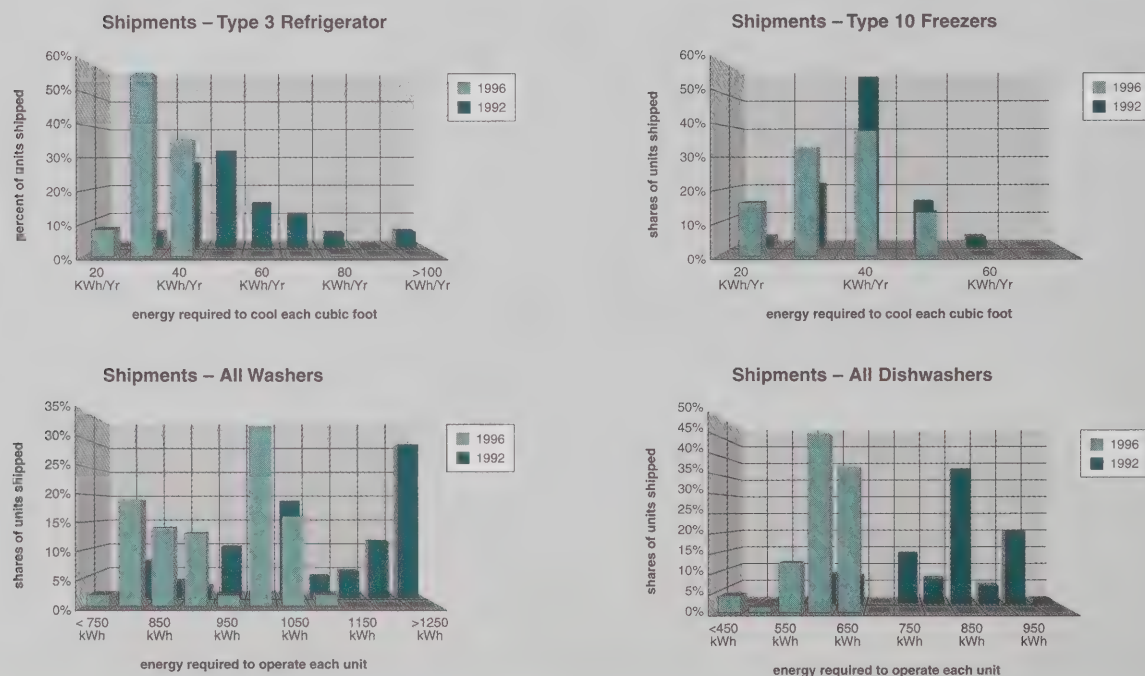 Shipments – Type 3 Refrigerator
60%
50%
40%
30%
20%
10%
0%
percent of units shipped
20 40 60 80 >100
KWh/Yr KWh/Yr KWh/Yr KWh/Yr KWh/Yr
energy required to cool each cubic foot
1996
1992
Shipments – Type 10 Freezers
60%
50%
40%
30%
20%
10%
0%
shares of units shipped
20 40 60
KWh/Yr KWh/Yr KWh/Yr
energy required to cool each cubic foot
1996
1992
Shipments – All Washers
35%
30%
25%
20%
15%
10%
5%
0%
shares of units shipped
< 750 850 950 1050 1150 >1250
kWh kWh kWh kWh kWh kWh
energy required to operate each unit
1996
1992
Shipments – All Dishwashers
50%
45%
40%
35%
30%
25%
20%
15%
10%
5%
0%
shares of units shipped
<450 550 650 750 850 950
kWh kWh kWh kWh kWh kWh
energy required to operate each unit
1996
1992